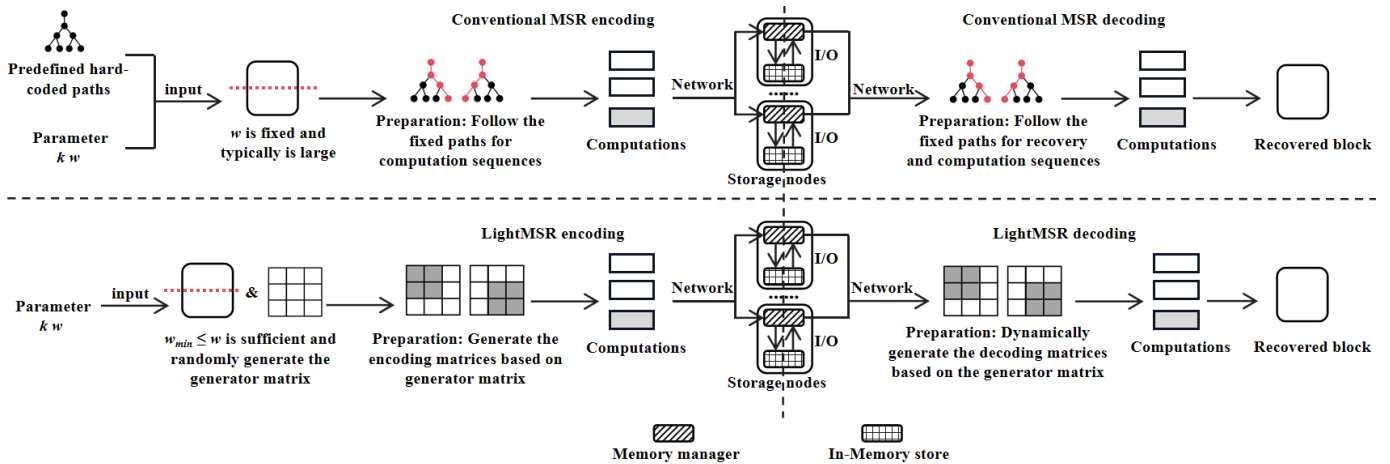 Conventional MSR encoding
Conventional MSR decoding
Predefined hard-
coded paths
input
Parameter
k w
w is fixed and
typically is large
Preparation: Follow the
fixed paths for
computation sequences
Computations
Network
I/O
......
I/O
Storage nodes
Network
Preparation: Follow the
fixed paths for recovery
and computation sequences
Computations
Recovered block
LightMSR encoding
LightMSR decoding
Parameter
k w
input
&
wmin ≤ w is sufficient and
randomly generate the
generator matrix
Preparation: Generate the
encoding matrices based on
generator matrix
Computations
Network
I/O
......
I/O
Storage nodes
Network
Preparation: Dynamically
generate the decoding matrices
based on the generator matrix
Computations
Recovered block
Memory manager
In-Memory store